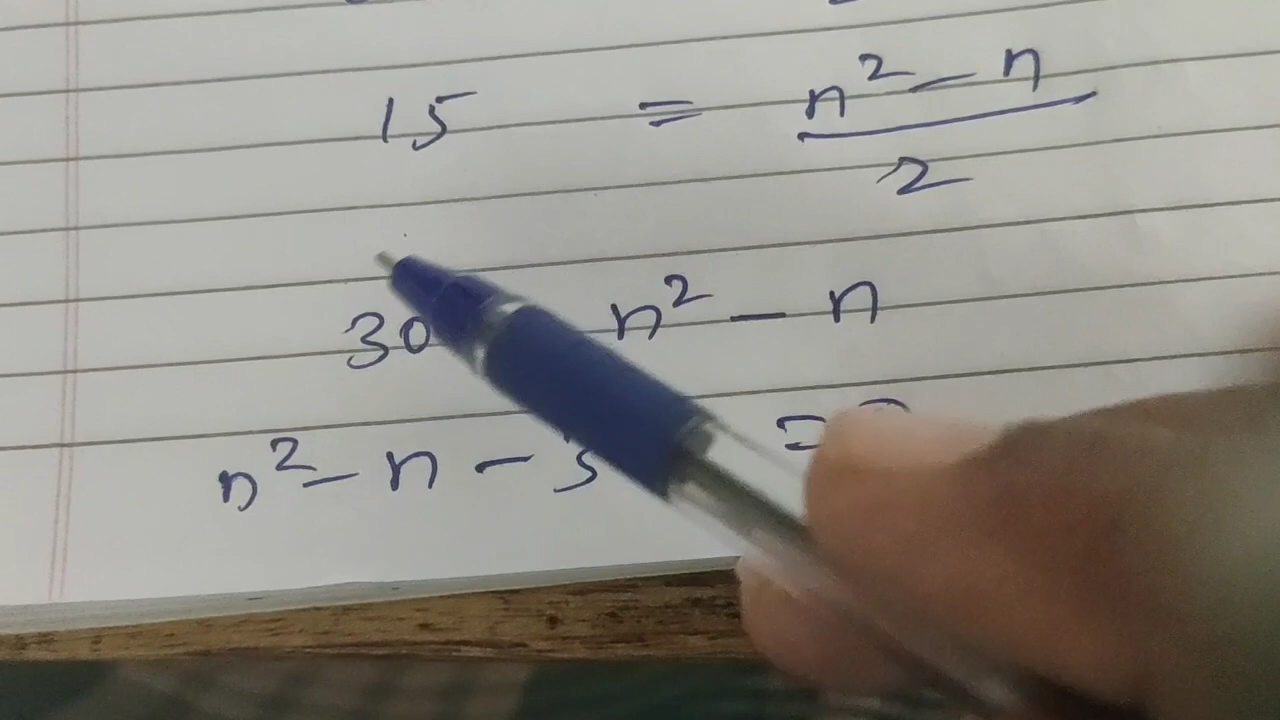 15 = n² - n / 2
30 n² - n
n² - n - 3 =